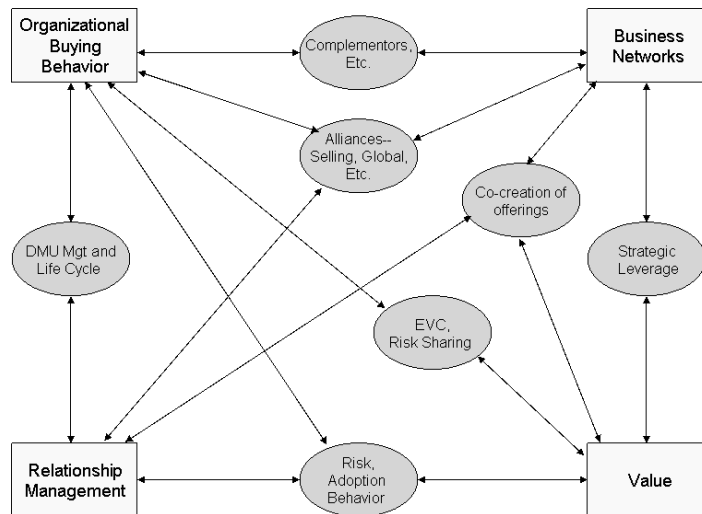 Organizational
Buying
Behavior
Complementors,
Etc.
Business
Networks
Alliances--
Selling, Global,
Etc.
Co-creation of
offerings
DMU Mgt and
Life Cycle
Strategic
Leverage
EVC,
Risk Sharing
Relationship
Management
Risk,
Adoption
Behavior
Value